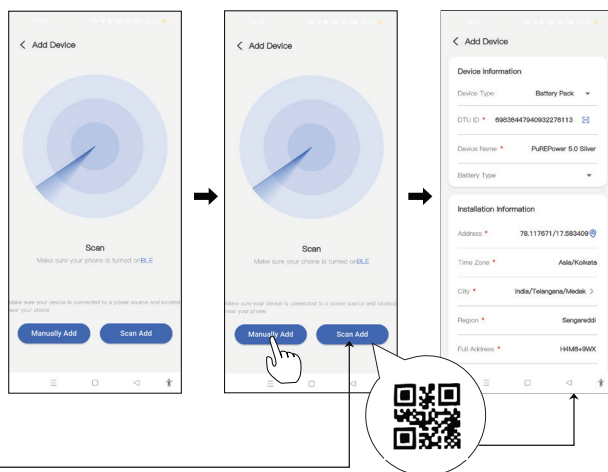 Add Device
Scan
Make sure your phone is turned onBLE
Make sure your device is connected to a power source and located
near your phone
Manually Add
Scan Add
Add Device
Scan
Make sure your phone is turned onBLE
Make sure your device is connected to a power source and located
near your phone
Manually Add
Scan Add
Add Device
Device Information
Device Type Battery Pack
DTU ID * 69838447940932276113
Device Name * PuREPower 5.0 Silver
Battery Type
Installation Information
Address * 78.117671/17.583409
Time Zone * Asia/Kolkata
City * India/Telangana/Medak >
Region * Sangareddi
Full Address * H4M8+9WX